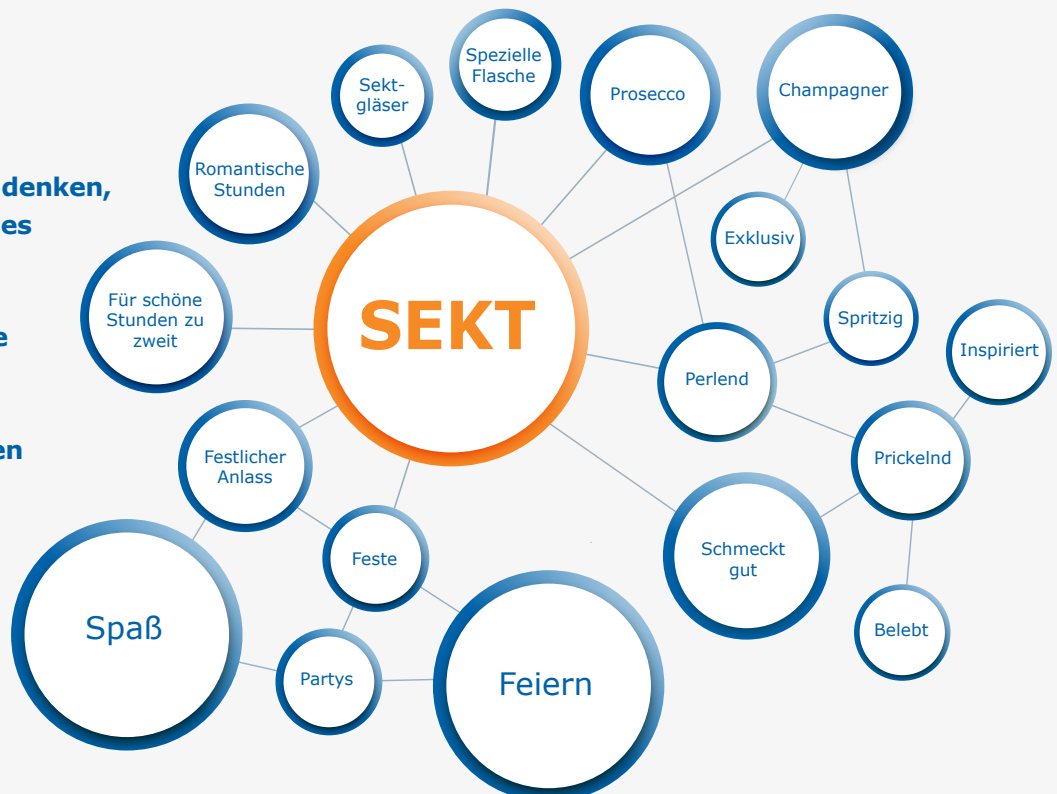 denken,
es
e
en
Sekt-
gläser
Spezielle
Flasche
Prosecco
Champagner
Romantische
Stunden
Exklusiv
Für schöne
Stunden zu
zweit
SEKT
Spritzig
Inspiriert
Perlend
Festlicher
Anlass
Prickelnd
Feste
Schmeckt
gut
Spaß
Belebt
Partys
Feiern